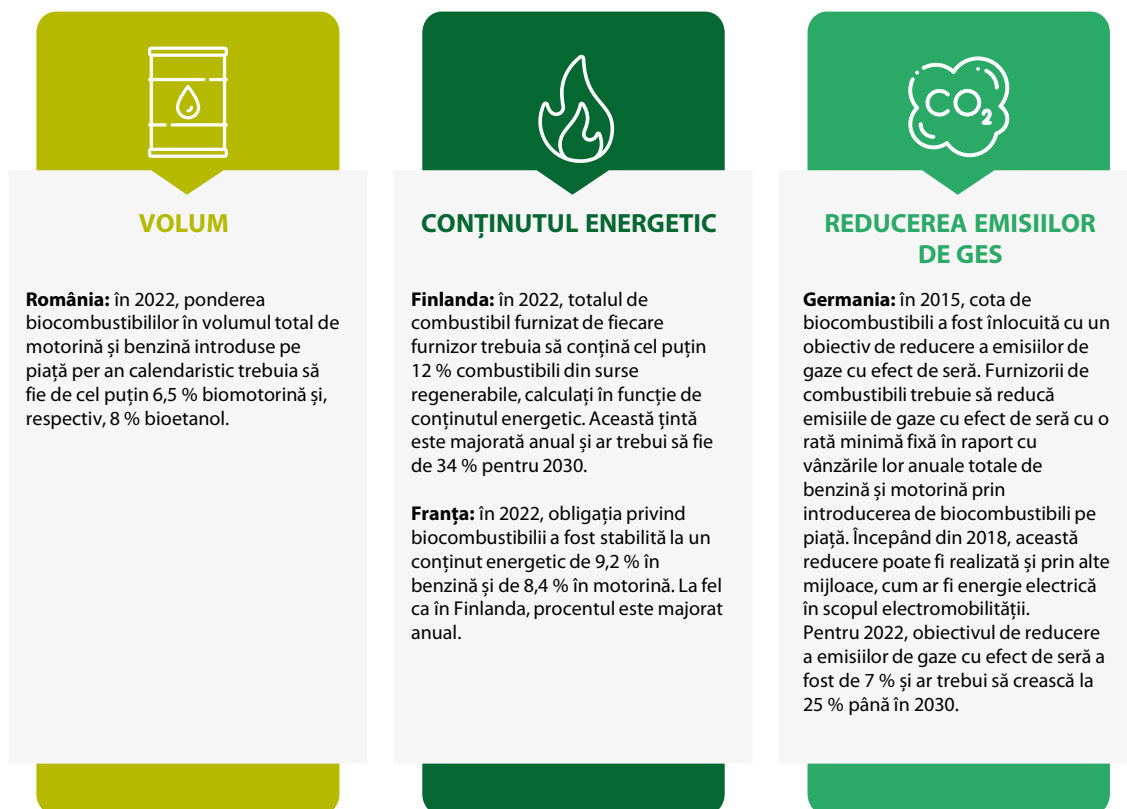 VOLUM
România: în 2022, ponderea
biocombustibililor în volumul total de
motorină și benzină introduse pe
piață per an calendaristic trebuia să
fie de cel puțin 6,5 % biomotorină și,
respectiv, 8 % bioetanol.
CONȚINUTUL ENERGETIC
Finlanda: în 2022, totalul de
combustibil furnizat de fiecare
furnizor trebuia să conțină cel puțin
12 % combustibili din surse
regenerabile, calculați în funcție de
conținutul energetic. Această țintă
este majorată anual și ar trebui să fie
de 34 % pentru 2030.
Franța: în 2022, obligația privind
biocombustibilii a fost stabilită la un
conținut energetic de 9,2 % în
benzină și de 8,4 % în motorină. La fel
ca în Finlanda, procentul este majorat
anual.
CO2
REDUCEREA EMISIILOR
DE GES
Germania: în 2015, cota de
biocombustibili a fost înlocuită cu un
obiectiv de reducere a emisiilor de
gaze cu efect de seră. Furnizorii de
combustibili trebuie să reducă
emisiile de gaze cu efect de seră cu o
rată minimă fixă în raport cu
vânzările lor anuale totale de
benzină și motorină prin
introducerea de biocombustibili pe
piață. Începând din 2018, această
reducere poate fi realizată și prin alte
mijloace, cum ar fi energie electrică
în scopul electromobilității.
Pentru 2022, obiectivul de reducere
a emisiilor de gaze cu efect de seră a
fost de 7 % și ar trebui să crească la
25 % până în 2030.